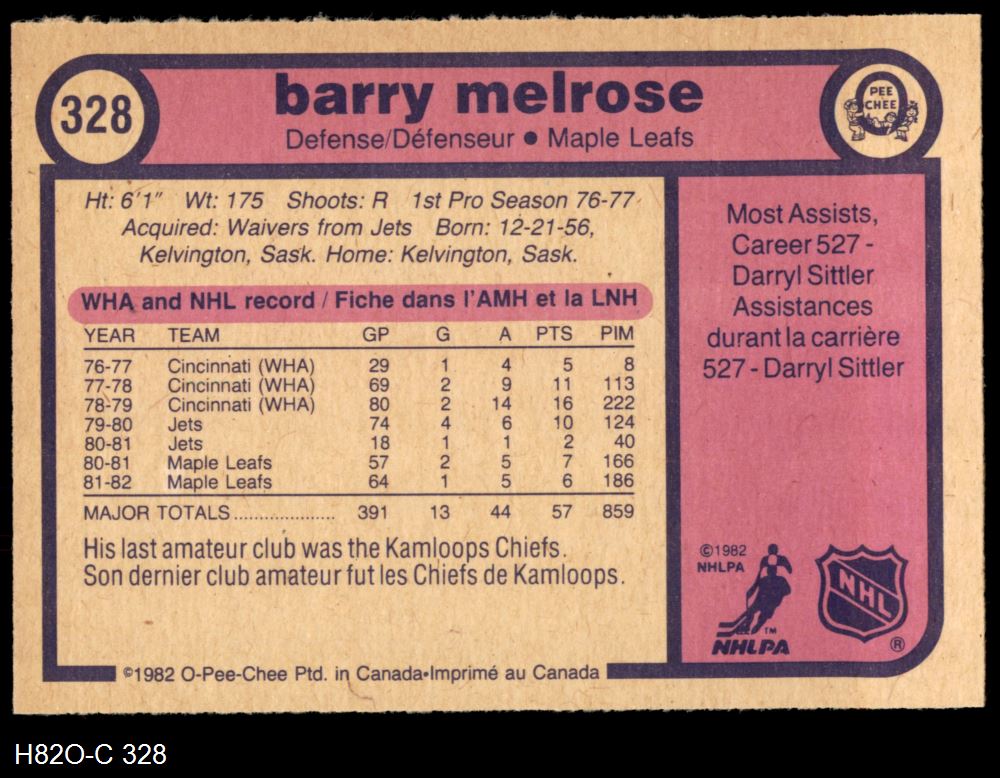 328
barry melrose
Defense/Défenseur • Maple Leafs
PEE
CHEE
Ht: 6'1" Wt: 175 Shoots: R 1st Pro Season 76-77
Acquired: Waivers from Jets Born: 12-21-56,
Kelvington, Sask. Home: Kelvington, Sask.
WHA and NHL record / Fiche dans l'AMH et la LNH
YEAR TEAM GP G A PTS PIM
76-77 Cincinnati (WHA) 29 1 4 5 8
77-78 Cincinnati (WHA) 69 2 9 11 113
78-79 Cincinnati (WHA) 80 2 14 16 222
79-80 Jets 74 4 6 10 124
80-81 Jets 18 1 1 2 40
80-81 Maple Leafs 57 2 5 7 166
81-82 Maple Leafs 64 1 5 6 186
MAJOR TOTALS.................... 391 13 44 57 859
His last amateur club was the Kamloops Chiefs.
Son dernier club amateur fut les Chiefs de Kamloops.
Most Assists,
Career 527 -
Darryl Sittler
Assistances
durant la carrière
527 - Darryl Sittler
©1982
NHLPA
TM
NHLPA
NHL
®
©1982 O-Pee-Chee Ptd. in Canada•Imprimé au Canada
H82O-C 328